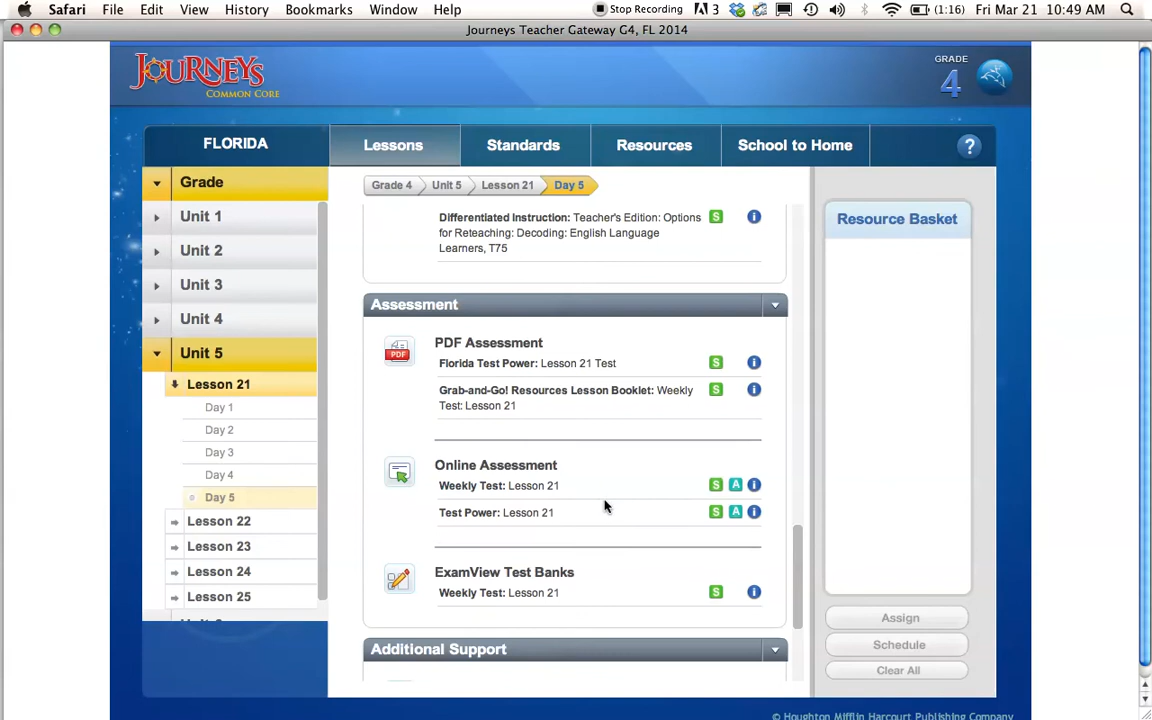 Safari File Edit View History Bookmarks Window Help Stop Recording 3 (1:16) Fri Mar 21 10:49 AM
Journeys Teacher Gateway G4, FL 2014
JOURNEYS
COMMON CORE
GRADE
4
FLORIDA Lessons Standards Resources School to Home ?
Grade
Unit 1
Unit 2
Unit 3
Unit 4
Unit 5
Lesson 21
Day 1
Day 2
Day 3
Day 4
Day 5
Lesson 22
Lesson 23
Lesson 24
Lesson 25
Grade 4 Unit 5 Lesson 21 Day 5
Differentiated Instruction: Teacher's Edition: Options S i
for Reteaching: Decoding: English Language
Learners, T75
Assessment
PDF Assessment
PDF
Florida Test Power: Lesson 21 Test S i
Grab-and-Go! Resources Lesson Booklet: Weekly S i
Test: Lesson 21
Online Assessment
Weekly Test: Lesson 21 S A i
Test Power: Lesson 21 S A i
ExamView Test Banks
Weekly Test: Lesson 21 S i
Additional Support
Resource Basket
Assign
Schedule
Clear All
© Houghton Mifflin Harcourt Publishing Company